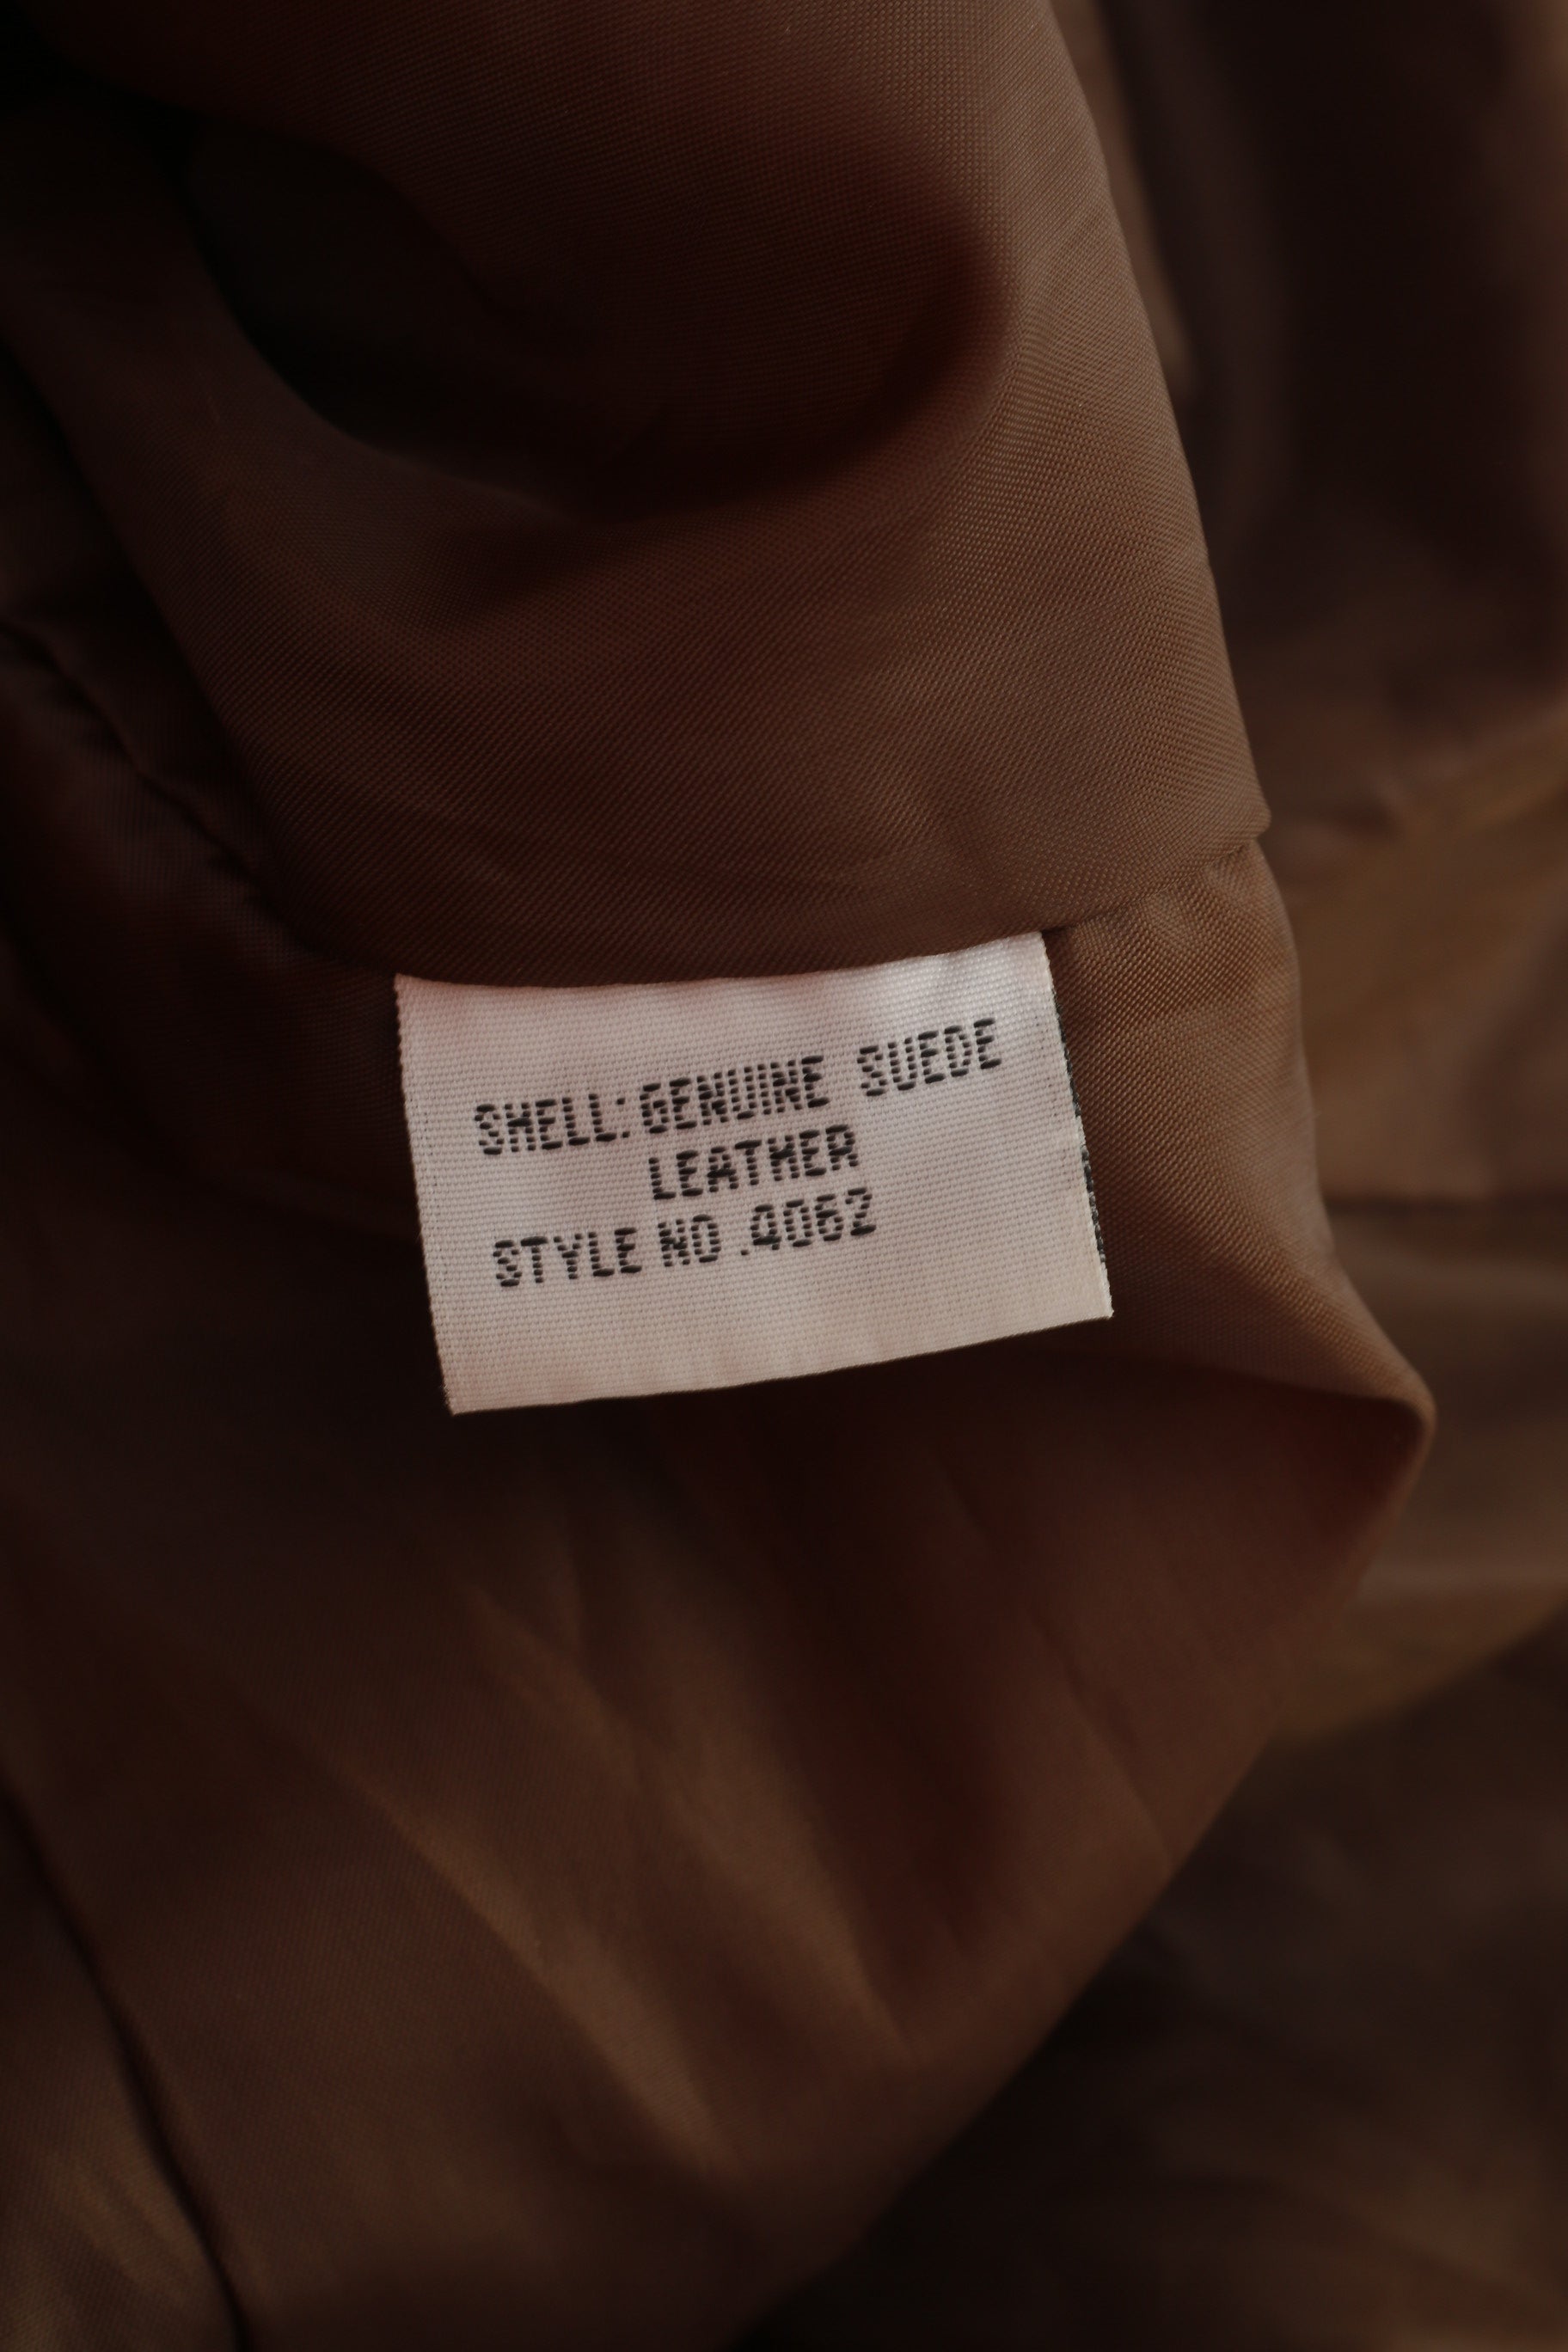 SHELL: GENUINE SUEDE
LEATHER
STYLE NO. 4062